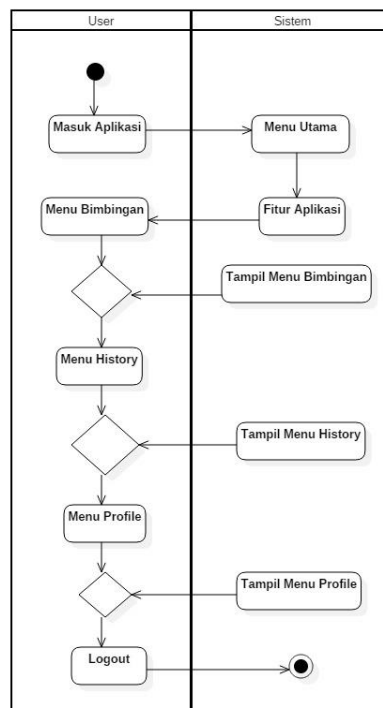 User
Sistem
Masuk Aplikasi
Menu Utama
Menu Bimbingan
Fitur Aplikasi
Tampil Menu Bimbingan
Menu History
Tampil Menu History
Menu Profile
Tampil Menu Profile
Logout